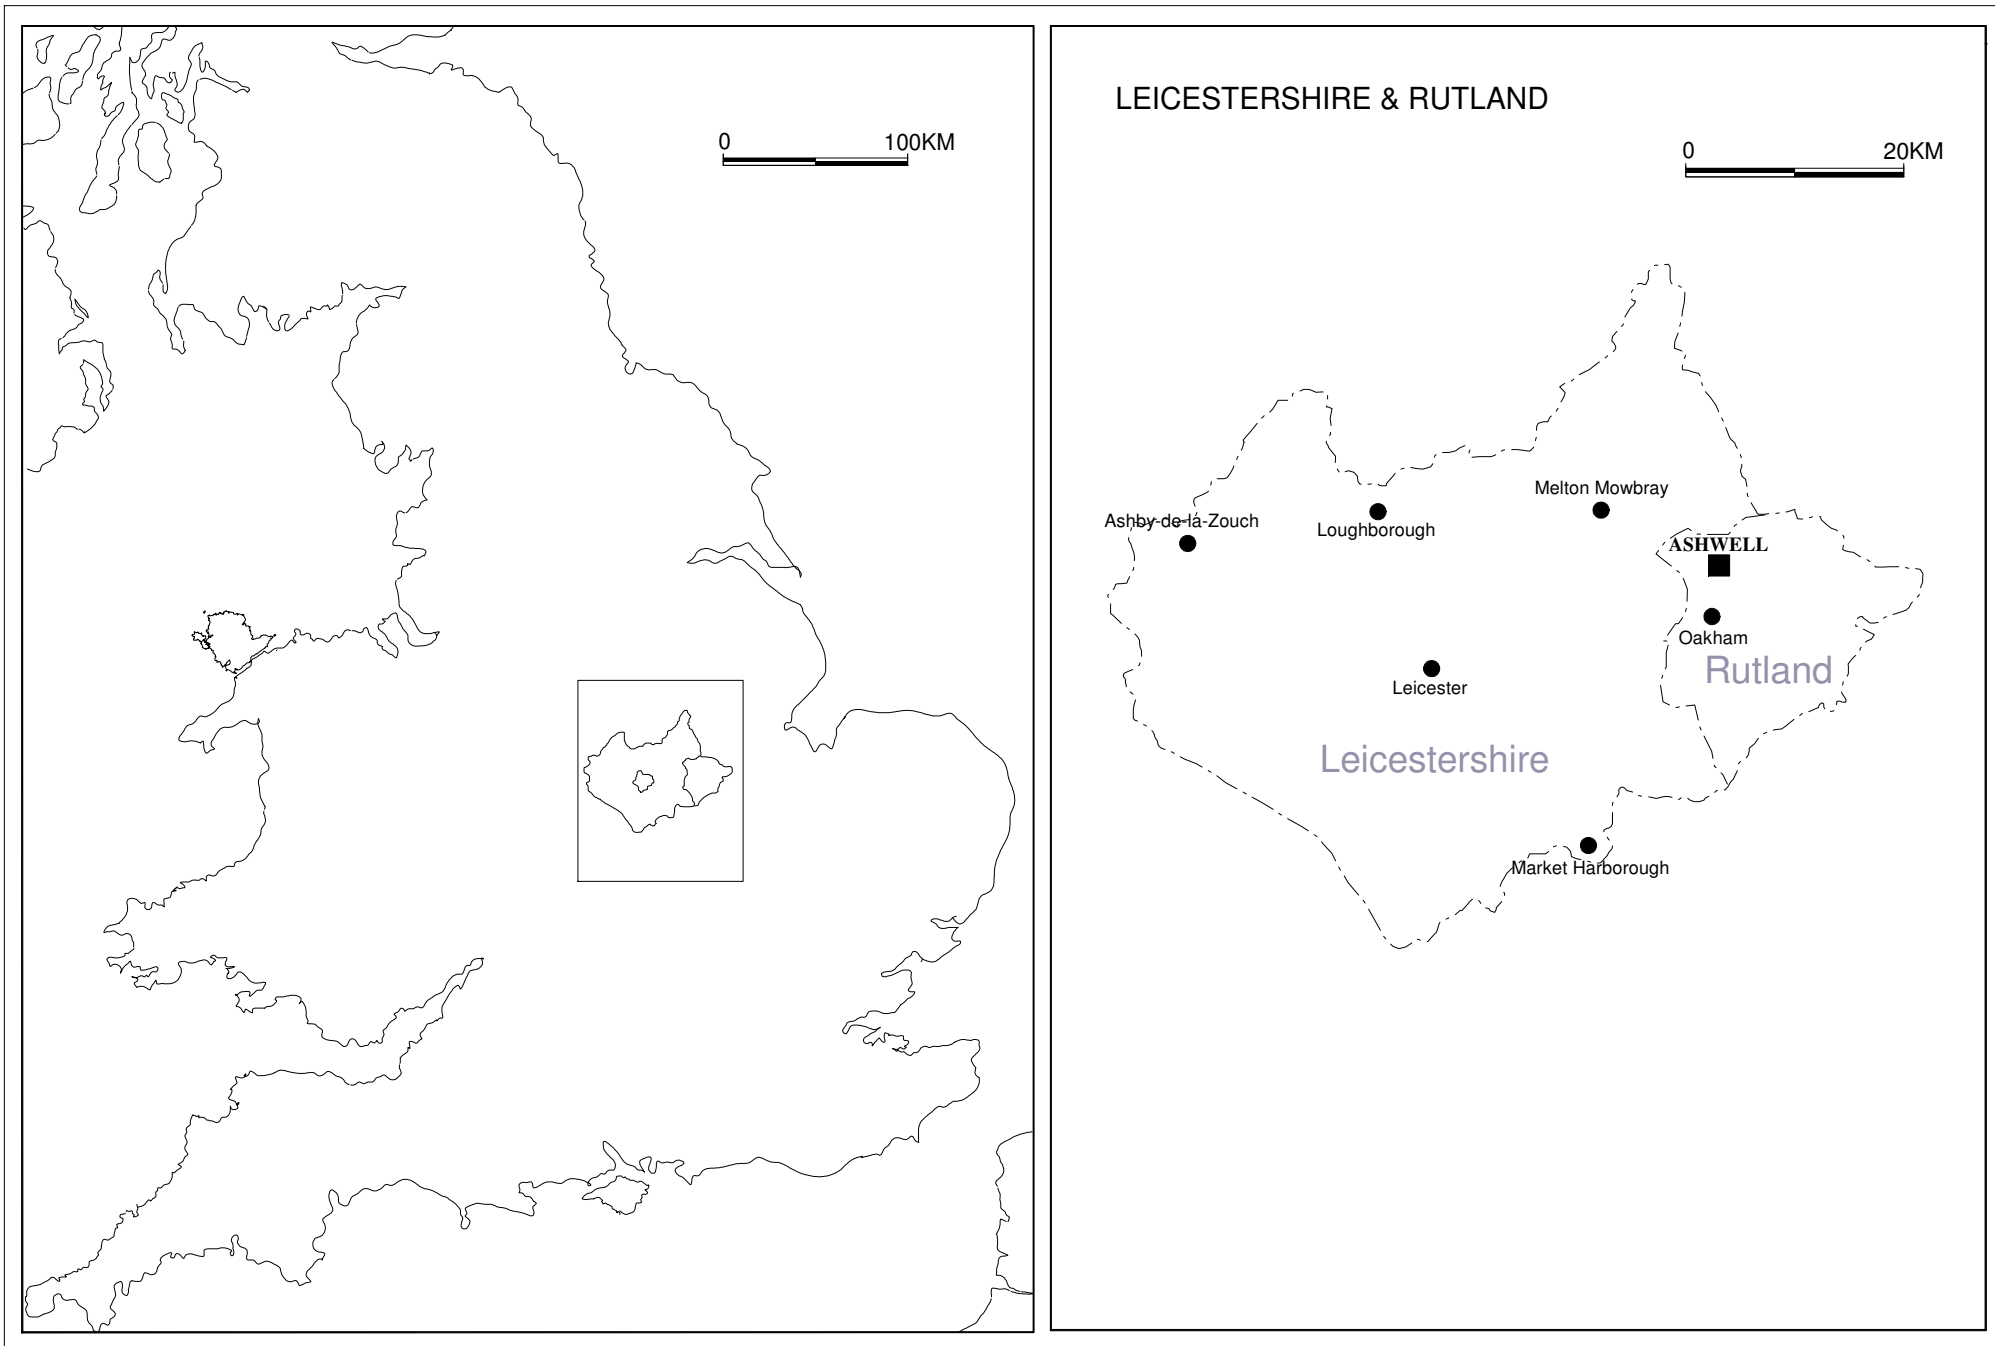 0 100KM
LEICESTERSHIRE & RUTLAND
0 20KM
Melton Mowbray
Ashby-de-la-Zouch
Loughborough
ASHWELL
Oakham
Rutland
Leicester
Leicestershire
Market Harborough